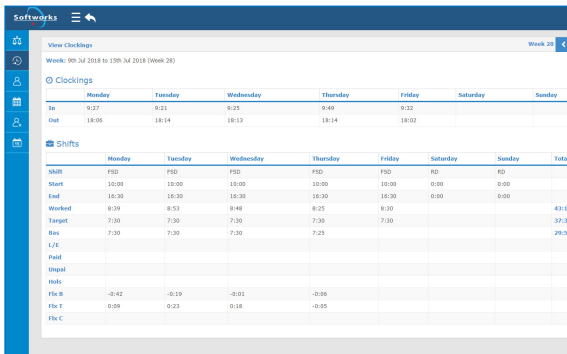 Softworks
View Clockings Week 28
Week: 9th Jul 2018 to 15th Jul 2018 (Week 28)
Clockings
Monday Tuesday Wednesday Thursday Friday Saturday Sunday
In 9:27 9:21 9:25 9:49 9:32
Out 18:06 18:14 18:13 18:14 18:02
Shifts
Monday Tuesday Wednesday Thursday Friday Saturday Sunday Tota
Shift FSD FSD FSD FSD FSD RD RD
Start 10:00 10:00 10:00 10:00 10:00 0:00 0:00
End 16:30 16:30 16:30 16:30 16:30 0:00 0:00
Worked 8:39 8:53 8:48 8:25 8:30 43:1
Target 7:30 7:30 7:30 7:30 7:30 37:3
Bas 7:30 7:30 7:30 7:25 29:5
L/E
Paid
Unpai
Hols
Flx B -0:42 -0:19 -0:01 -0:06
Flx T 0:09 0:23 0:18 -0:05
Flx C